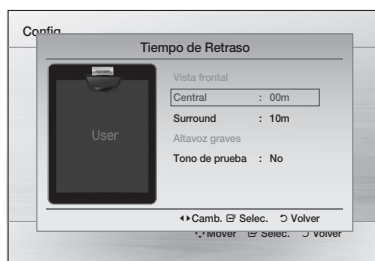 Config
Tiempo de Retraso
Vista frontal
Central : 00m
Surround : 10m
Altavoz graves
Tono de prueba : No
User
Camb. Selec. Volver
Mover Selec. Volver